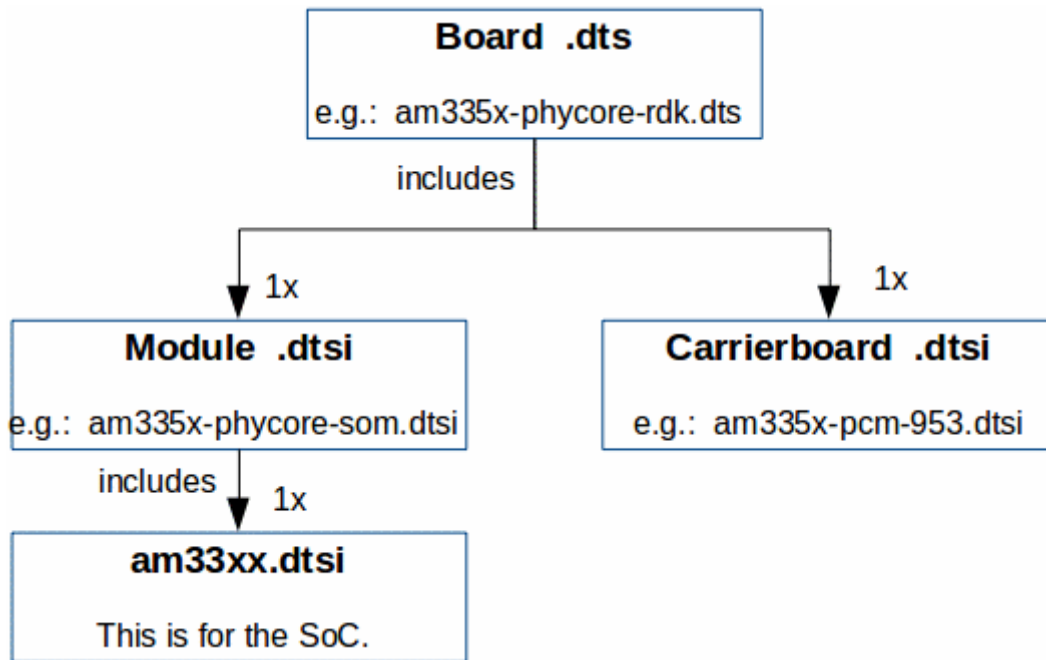 Board .dts
e.g.: am335x-phycore-rdk.dts
includes
1x
1x
Module .dtsi
e.g.: am335x-phycore-som.dtsi
Carrierboard .dtsi
e.g.: am335x-pcm-953.dtsi
includes
1x
am33xx.dtsi
This is for the SoC.